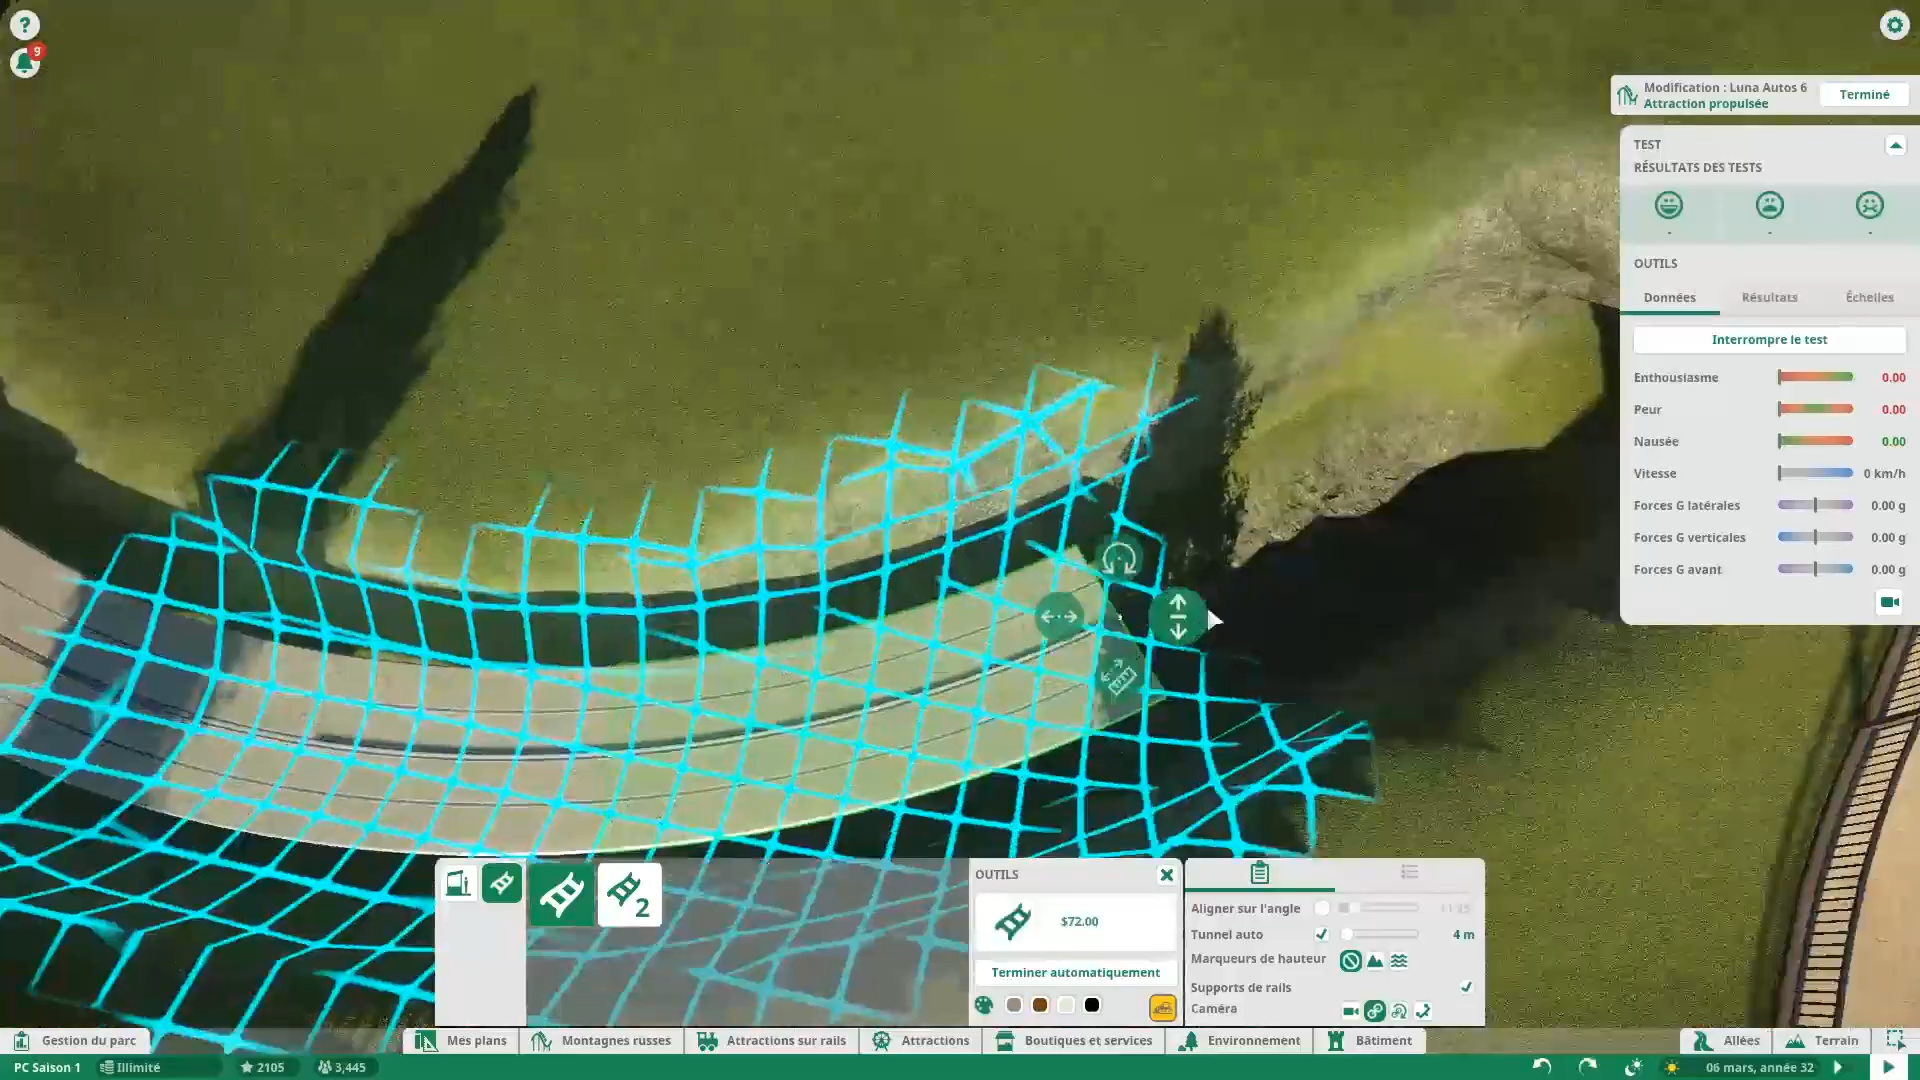 ?
9
Modification : Luna Autos 6
Attraction propulsée
Terminé
TEST
RÉSULTATS DES TESTS
-
-
-
OUTILS
Données
Résultats
Échelles
Interrompre le test
Enthousiasme 0.00
Peur 0.00
Nausée 0.00
Vitesse 0 km/h
Forces G latérales 0.00 g
Forces G verticales 0.00 g
Forces G avant 0.00 g
2
OUTILS
$72.00
Terminer automatiquement
Aligner sur l'angle
Tunnel auto 4 m
Marqueurs de hauteur
Supports de rails
Caméra
Gestion du parc
Mes plans
Montagnes russes
Attractions sur rails
Attractions
Boutiques et services
Environnement
Bâtiment
Allées
Terrain
PC Saison 1
Illimité
2105
3,445
06 mars, année 32